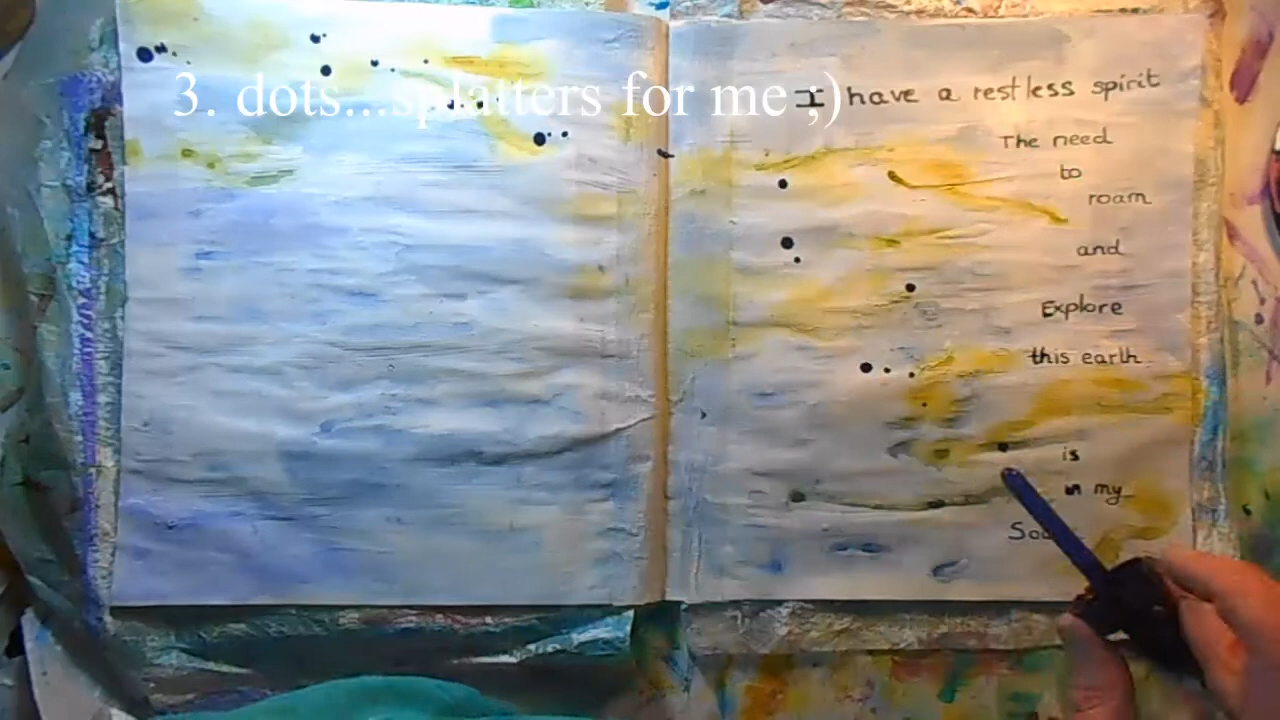 3. dots...splatters for me ;)
I have a restless spirit
The need
to
roam
and
Explore
this earth
is
in my